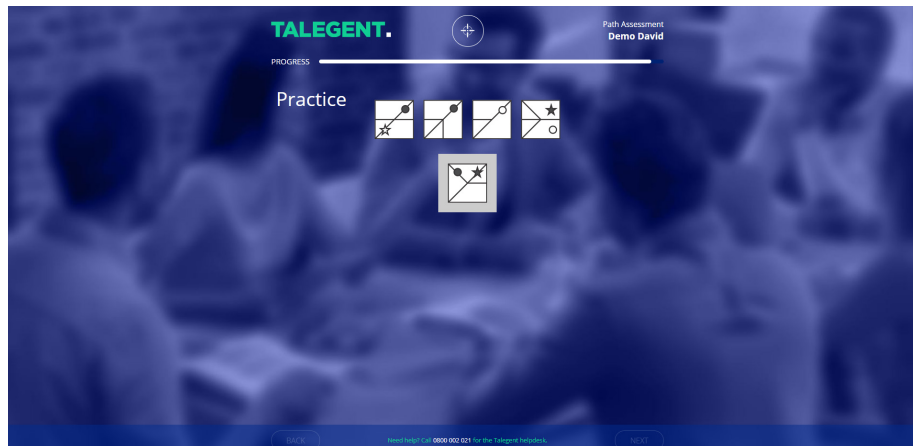 TALEGENT.
Path Assessment
Demo David
PROGRESS
Practice
BACK
Need help? Call 0800 002 021 for the Talegent helpdesk.
NEXT